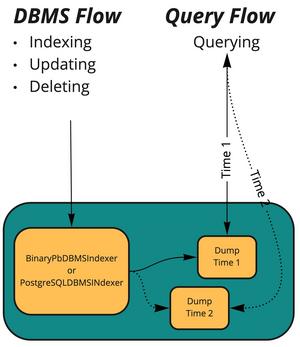 DBMS Flow
• Indexing
• Updating
• Deleting
Query Flow
Querying
Time 1
Time 2
BinaryPbDBMSIndexer
or
PostgreSQLDBMSINdexer
Dump
Time 1
Dump
Time 2